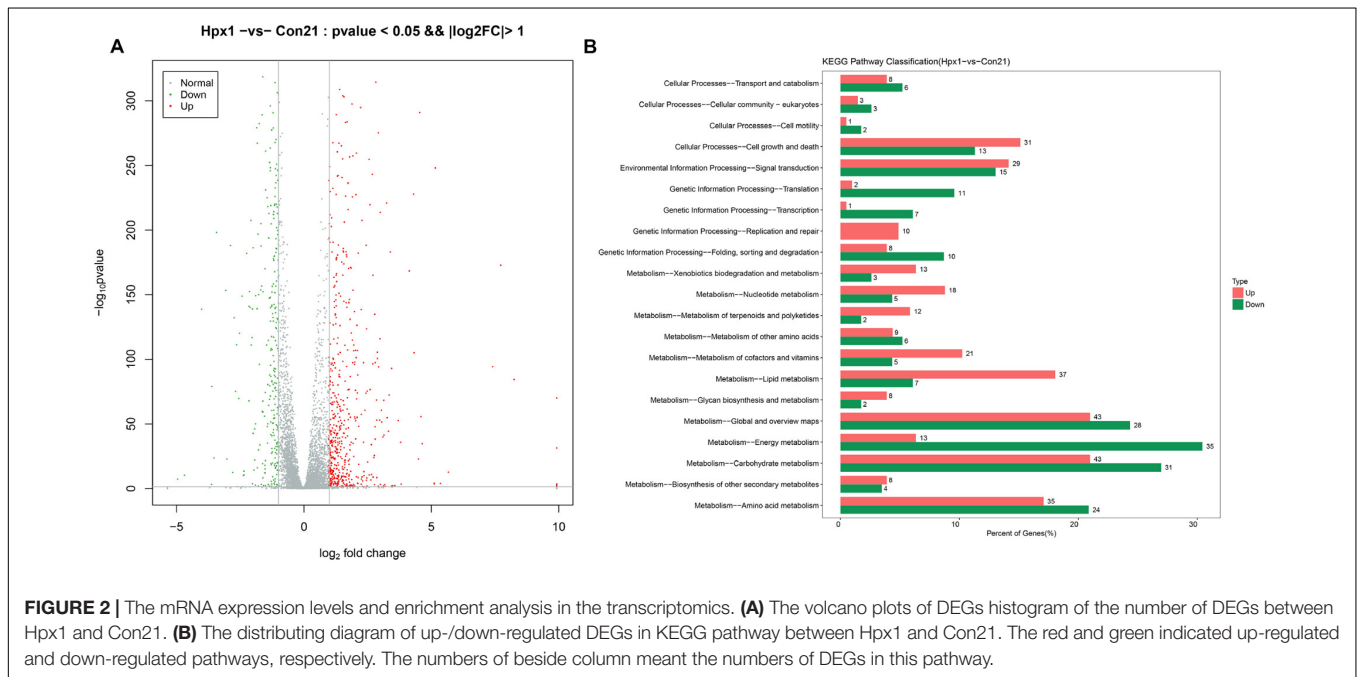 A
Hpx1 −vs− Con21 : pvalue < 0.05 && |log2FC|> 1
Normal
Down
Up
−log10pvalue
300
250
200
150
100
50
0
−5
0
5
10
log2 fold change
B
KEGG Pathway Classification(Hpx1−vs−Con21)
Cellular Processes−−Transport and catabolism
8
6
Cellular Processes−−Cellular community − eukaryotes
3
3
Cellular Processes−−Cell motility
1
2
Cellular Processes−−Cell growth and death
31
13
Environmental Information Processing−−Signal transduction
29
15
Genetic Information Processing−−Translation
2
11
Genetic Information Processing−−Transcription
1
7
Genetic Information Processing−−Replication and repair
10
Genetic Information Processing−−Folding, sorting and degradation
8
10
Metabolism−−Xenobiotics biodegradation and metabolism
13
3
Metabolism−−Nucleotide metabolism
18
5
Metabolism−−Metabolism of terpenoids and polyketides
12
2
Metabolism−−Metabolism of other amino acids
9
6
Metabolism−−Metabolism of cofactors and vitamins
21
5
Metabolism−−Lipid metabolism
37
7
Metabolism−−Glycan biosynthesis and metabolism
8
2
Metabolism−−Global and overview maps
43
28
Metabolism−−Energy metabolism
13
35
Metabolism−−Carbohydrate metabolism
43
31
Metabolism−−Biosynthesis of other secondary metabolites
8
4
Metabolism−−Amino acid metabolism
35
24
0
10
20
30
Percent of Genes(%)
Type
Up
Down
FIGURE 2 | The mRNA expression levels and enrichment analysis in the transcriptomics. (A) The volcano plots of DEGs histogram of the number of DEGs between
Hpx1 and Con21. (B) The distributing diagram of up-/down-regulated DEGs in KEGG pathway between Hpx1 and Con21. The red and green indicated up-regulated
and down-regulated pathways, respectively. The numbers of beside column meant the numbers of DEGs in this pathway.